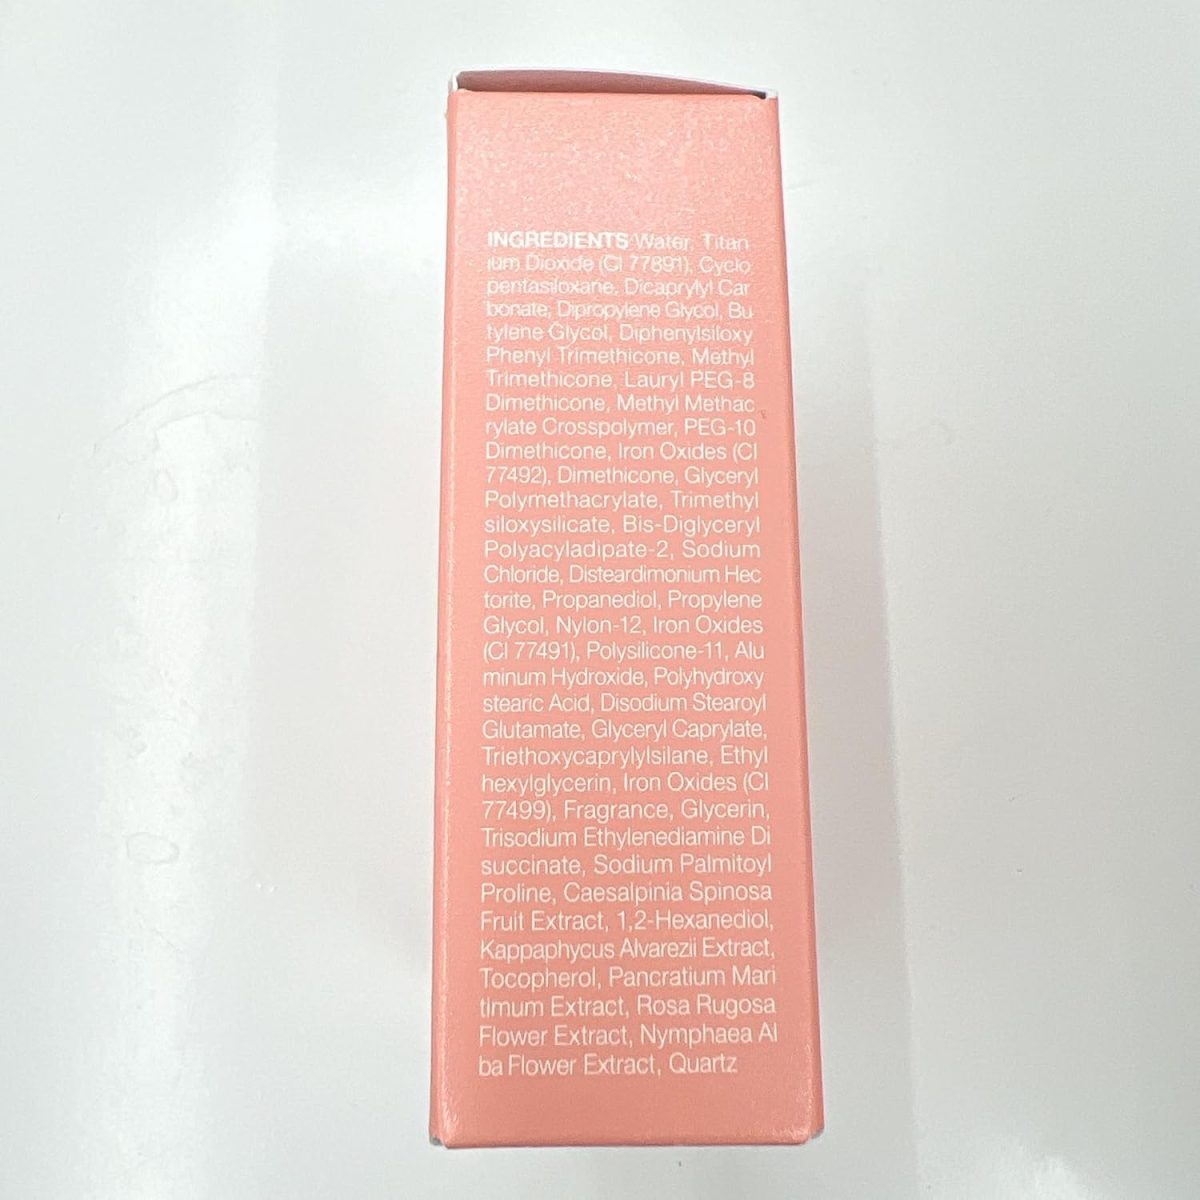 INGREDIENTS Water, Titan
ium Dioxide (CI 77891), Cyclo
pentasiloxane, Dicaprylyl Car
bonate, Dipropylene Glycol, Bu
tylene Glycol, Diphenylsiloxy
Phenyl Trimethicone, Methyl
Trimethicone, Lauryl PEG-8
Dimethicone, Methyl Methac
rylate Crosspolymer, PEG-10
Dimethicone, Iron Oxides (CI
77492), Dimethicone, Glyceryl
Polymethacrylate, Trimethyl
siloxysilicate, Bis-Diglyceryl
Polyacyladipate-2, Sodium
Chloride, Disteardimonium Hec
torite, Propanediol, Propylene
Glycol, Nylon-12, Iron Oxides
(CI 77491), Polysilicone-11, Alu
minum Hydroxide, Polyhydroxy
stearic Acid, Disodium Stearoyl
Glutamate, Glyceryl Caprylate,
Triethoxycaprylylsilane, Ethyl
hexylglycerin, Iron Oxides (CI
77499), Fragrance, Glycerin,
Trisodium Ethylenediamine Di
succinate, Sodium Palmitoyl
Proline, Caesalpinia Spinosa
Fruit Extract, 1,2-Hexanediol,
Kappaphycus Alvarezii Extract,
Tocopherol, Pancratium Mari
timum Extract, Rosa Rugosa
Flower Extract, Nymphaea Al
ba Flower Extract, Quartz